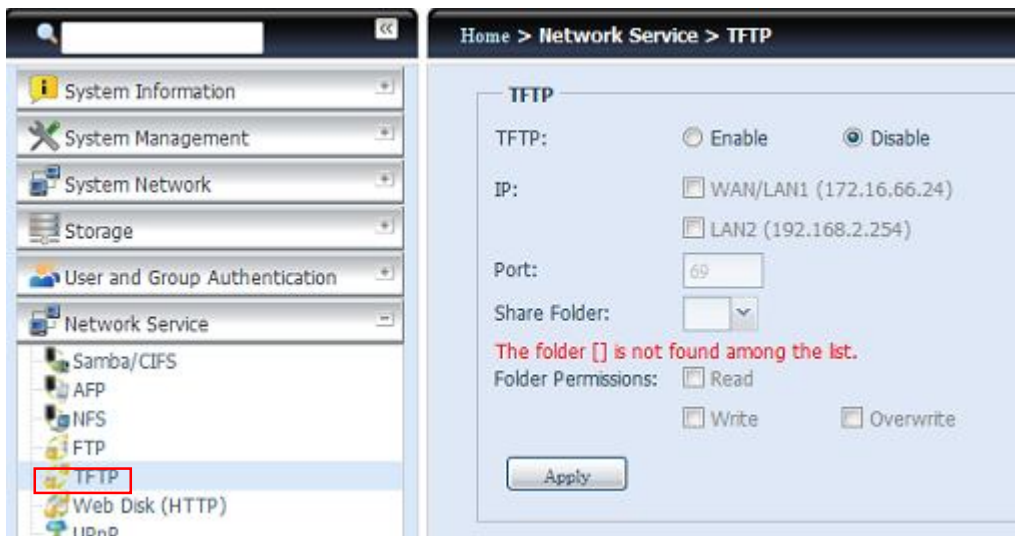 Home > Network Service > TFTP
System Information
System Management
System Network
Storage
User and Group Authentication
Network Service
Samba/CIFS
AFP
NFS
FTP
TFTP
Web Disk (HTTP)
UPnP
TFTP
TFTP: Enable Disable
IP: WAN/LAN1 (172.16.66.24)
LAN2 (192.168.2.254)
Port: 69
Share Folder:
The folder [] is not found among the list.
Folder Permissions: Read
Write Overwrite
Apply